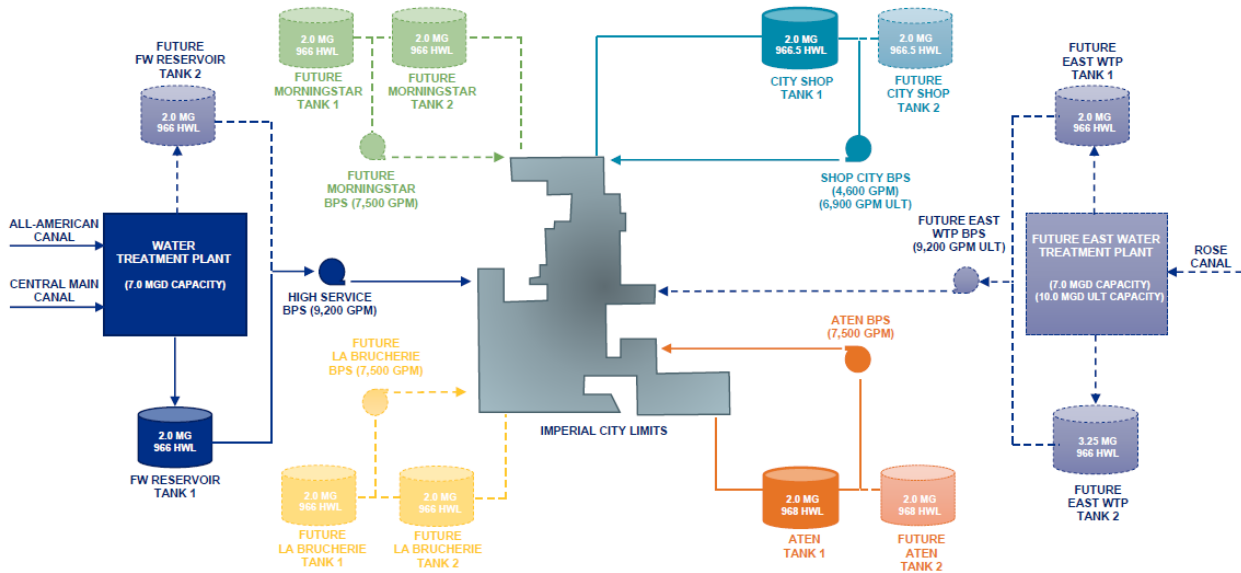 2.0 MG
966 HWL
FUTURE
MORNINGSTAR
TANK 1
2.0 MG
966 HWL
FUTURE
MORNINGSTAR
TANK 2
2.0 MG
966.5 HWL
CITY SHOP
TANK 1
2.0 MG
966.5 HWL
FUTURE
CITY SHOP
TANK 2
FUTURE
FW RESERVOIR
TANK 2
2.0 MG
966 HWL
FUTURE
EAST WTP
TANK 1
2.0 MG
966 HWL
FUTURE
MORNINGSTAR
BPS (7,500 GPM)
SHOP CITY BPS
(4,600 GPM)
(6,900 GPM ULT)
ALL-AMERICAN
CANAL
CENTRAL MAIN
CANAL
WATER
TREATMENT PLANT
(7.0 MGD CAPACITY)
HIGH SERVICE
BPS (9,200 GPM)
FUTURE EAST
WTP BPS
(9,200 GPM ULT)
FUTURE EAST WATER
TREATMENT PLANT
(7.0 MGD CAPACITY)
(10.0 MGD ULT CAPACITY)
ROSE
CANAL
FUTURE
LA BRUCHERIE
BPS (7,500 GPM)
ATEN BPS
(7,500 GPM)
IMPERIAL CITY LIMITS
2.0 MG
966 HWL
FW RESERVOIR
TANK 1
3.25 MG
966 HWL
FUTURE
EAST WTP
TANK 2
2.0 MG
966 HWL
FUTURE
LA BRUCHERIE
TANK 1
2.0 MG
966 HWL
FUTURE
LA BRUCHERIE
TANK 2
2.0 MG
968 HWL
ATEN
TANK 1
2.0 MG
968 HWL
FUTURE
ATEN
TANK 2